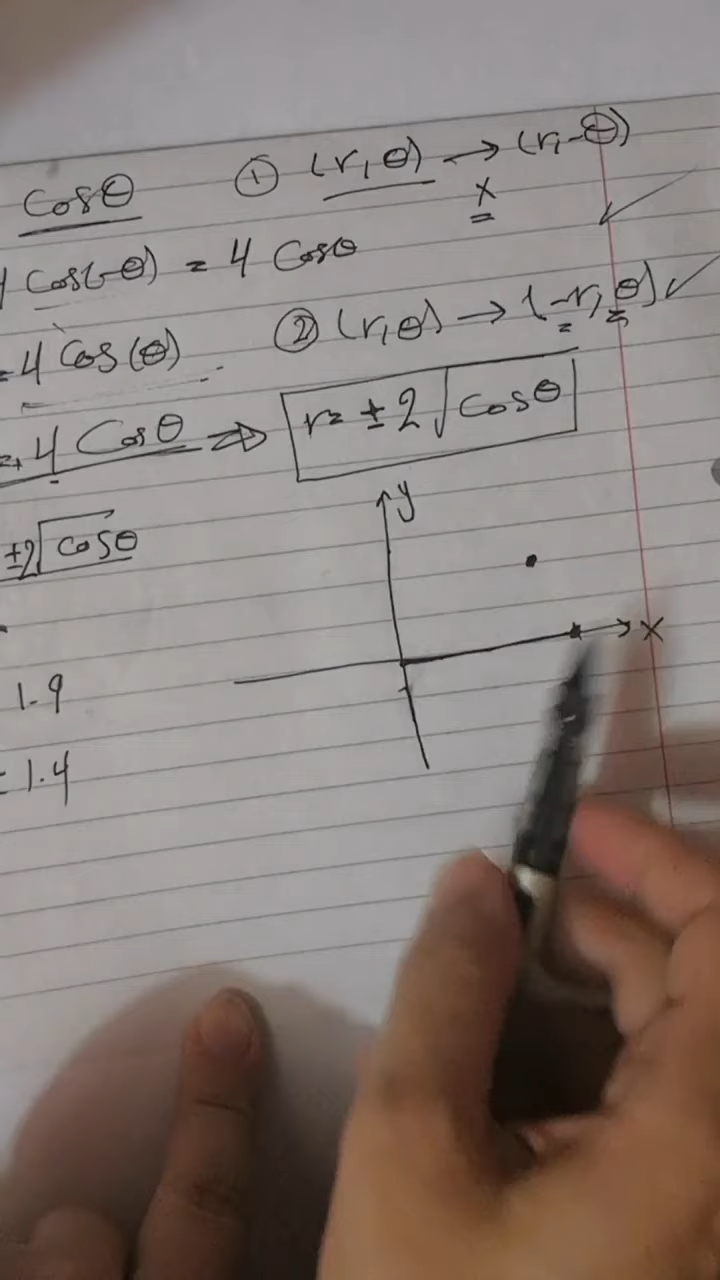 Cosθ ① (r, θ) → (r, -θ)
x
4 Cos(-θ) = 4 Cosθ
② (r, θ) → (-r, θ) ✓
= 4 Cos(θ)
4 Cosθ ⇒ r = ±2√Cosθ
y
±2√Cosθ
x
1.9
= 1.4